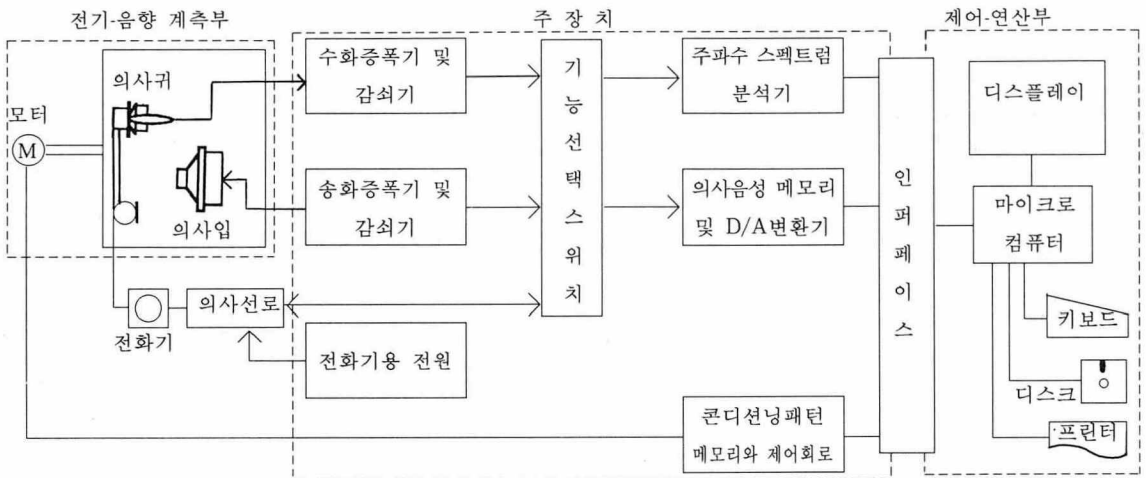 전기-음향 계측부
주 장 치
제어-연산부
모터
M
의사귀
의사입
전화기
의사선로
수화증폭기 및
감쇠기
송화증폭기 및
감쇠기
전화기용 전원
기
능
선
택
스
위
치
주파수 스펙트럼
분석기
의사음성 메모리
및 D/A변환기
콘디션닝패턴
메모리와 제어회로
인
퍼
페
이
스
디스플레이
마이크로
컴퓨터
키보드
디스크
프린터